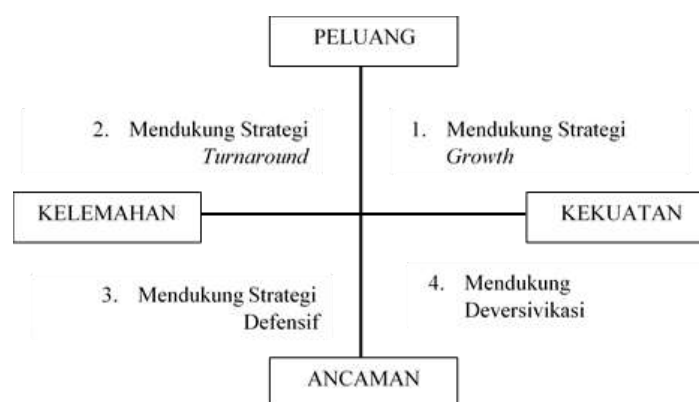 PELUANG
2. Mendukung Strategi
Turnaround
1. Mendukung Strategi
Growth
KELEMAHAN
KEKUATAN
3. Mendukung Strategi
Defensif
4. Mendukung
Deversivikasi
ANCAMAN